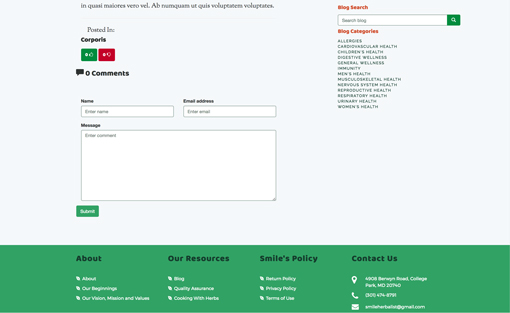 in quasi maiores vero vel. Ab numquam ut quis voluptatem voluptates.
Posted In:
Corporis
0
0
0 Comments
Name
Email address
Enter name
Enter email
Message
Enter comment
Submit
Blog Search
Search blog
Blog Categories
ALLERGIES
CARDIOVASCULAR HEALTH
CHILDREN'S HEALTH
DIGESTIVE WELLNESS
GENERAL WELLNESS
IMMUNITY
MEN'S HEALTH
MUSCULOSKELETAL HEALTH
NERVOUS SYSTEM HEALTH
REPRODUCTIVE HEALTH
RESPIRATORY HEALTH
URINARY HEALTH
WOMEN'S HEALTH
About
About
Our Beginnings
Our Vision, Mission and Values
Our Resources
Blog
Quality Assurance
Cooking With Herbs
Smile's Policy
Return Policy
Privacy Policy
Terms of Use
Contact Us
4908 Berwyn Road, College
Park, MD 20740
(301) 474-8791
smileherbalist@gmail.com